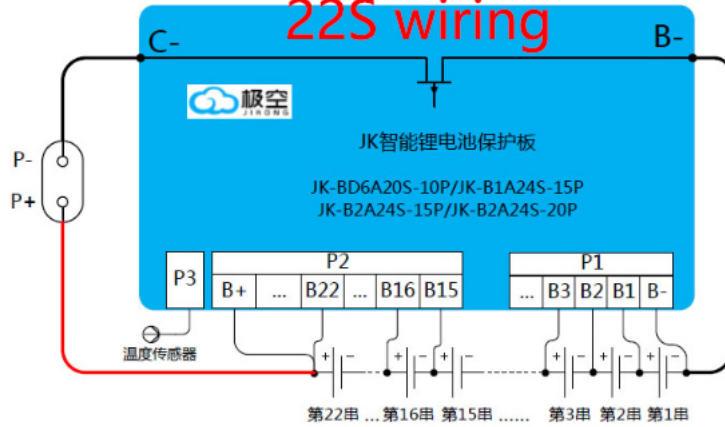 22S wiring
C-
B-
极空
JIKONG
JK智能锂电池保护板
P-
P+
JK-BD6A20S-10P/JK-B1A24S-15P
JK-B2A24S-15P/JK-B2A24S-20P
P3
P2
B+ ... B22 ... B16 B15
P1
... B3 B2 B1 B-
温度传感器
+ - + - + - + - + - + -
第22串 ... 第16串 第15串 ...... 第3串 第2串 第1串